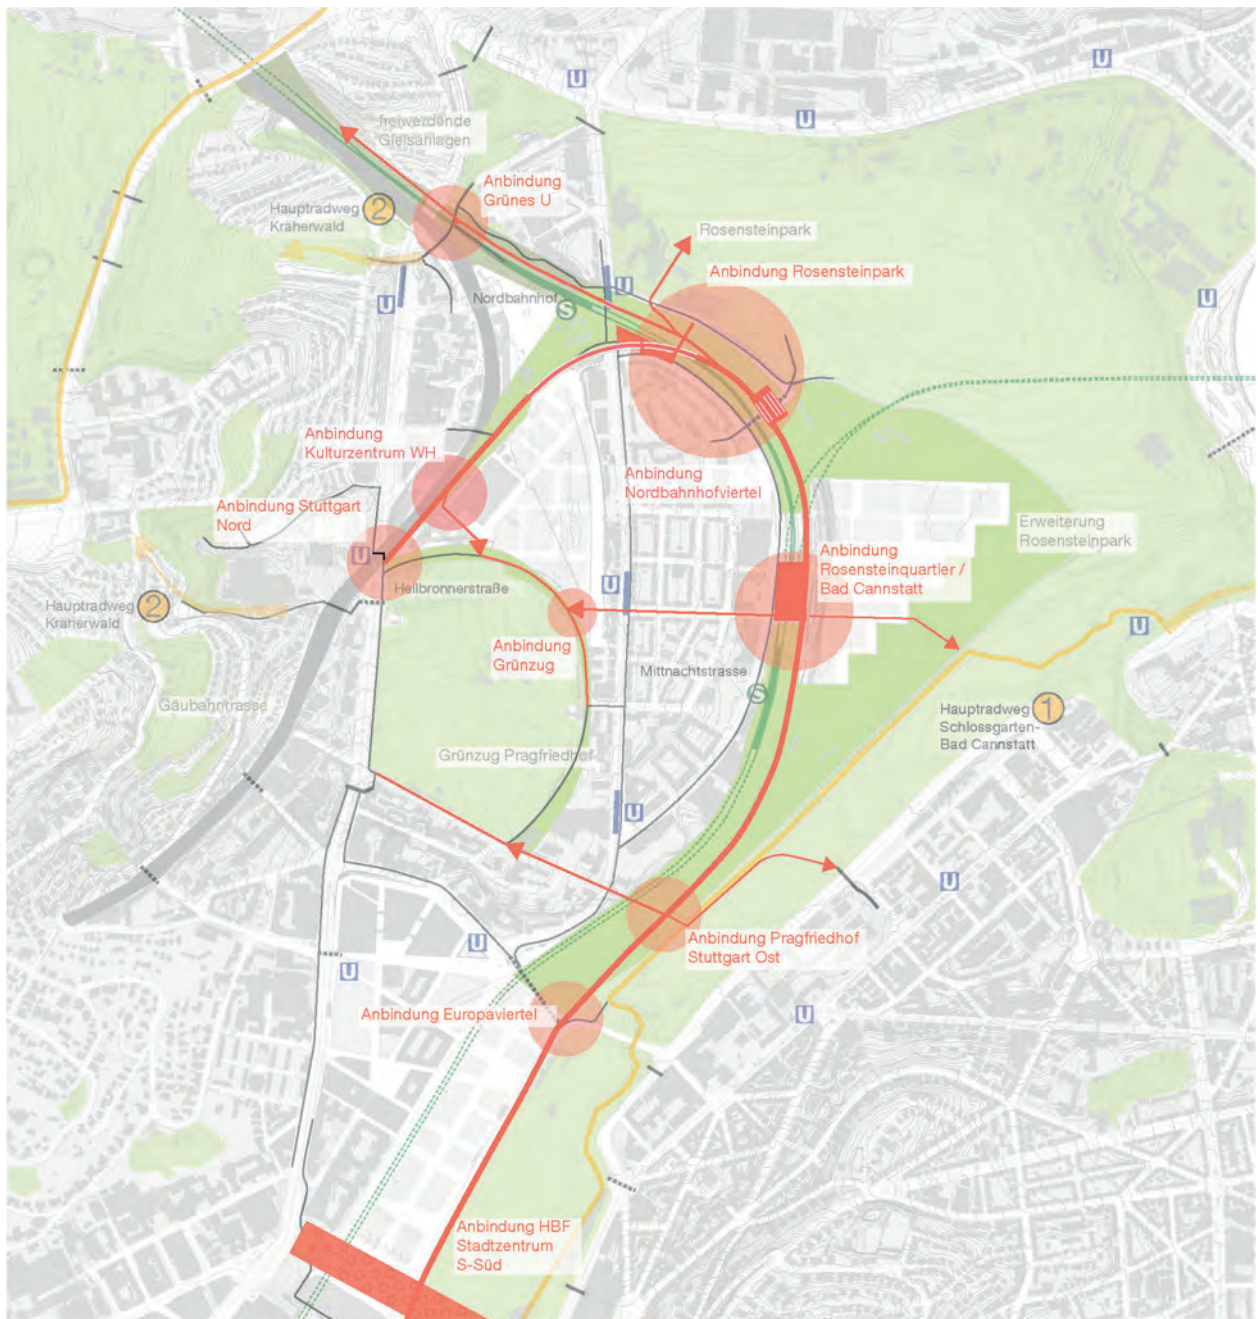 U
U
U
freiwerdende
Gleisanlagen
Anbindung
Grünes U
Hauptradweg
Kräherwald
2
Rosensteinpark
Anbindung Rosensteinpark
U
U
U
Nordbahnhof
S
Anbindung
Kulturzentrum WH
Anbindung
Nordbahnhofviertel
Anbindung Stuttgart
Nord
Erweiterung
Rosensteinpark
U
Anbindung
Rosensteinquartier /
Bad Cannstatt
Heilbronnerstraße
U
Hauptradweg
Kräherwald
2
U
Anbindung
Grünzug
Mittnachtstrasse
S
Gäubahntrasse
Hauptradweg
Schlossgarten-
Bad Cannstatt
1
Grünzug Pragfriedhof
U
U
Anbindung Pragfriedhof
Stuttgart Ost
U
U
Anbindung Europaviertel
U
Anbindung HBF
Stadtzentrum
S-Süd